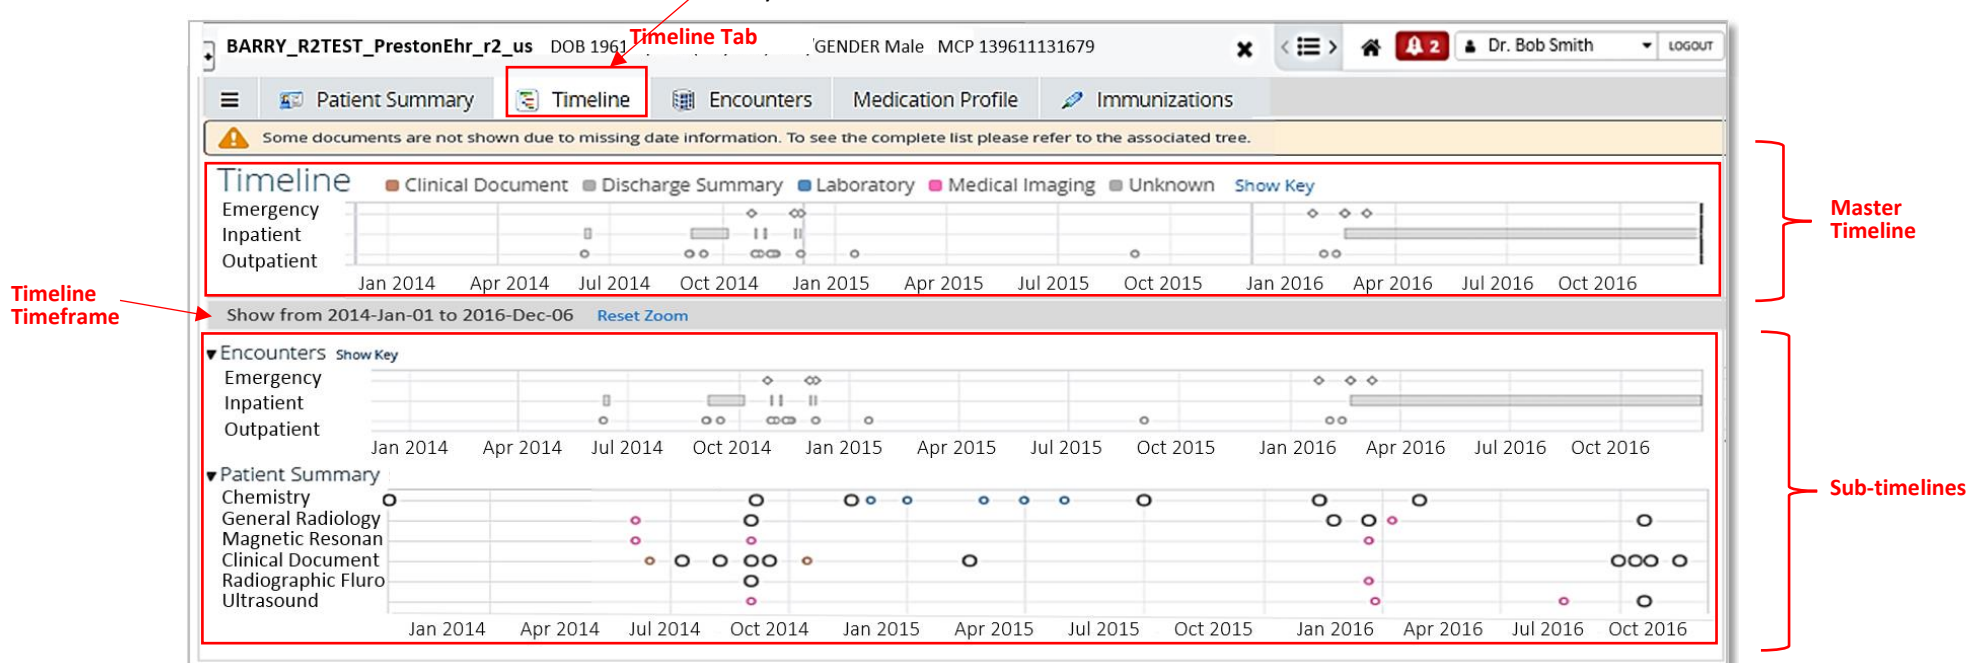 BARRY_R2TEST_PrestonEhr_r2_us DOB 1961 Timeline Tab /GENDER Male MCP 139611131679 2 Dr. Bob Smith LOGOUT
Patient Summary Timeline Encounters Medication Profile Immunizations
Some documents are not shown due to missing date information. To see the complete list please refer to the associated tree.
Timeline Clinical Document Discharge Summary Laboratory Medical Imaging Unknown Show Key
Emergency
Inpatient
Outpatient
Jan 2014 Apr 2014 Jul 2014 Oct 2014 Jan 2015 Apr 2015 Jul 2015 Oct 2015 Jan 2016 Apr 2016 Jul 2016 Oct 2016
Master
Timeline
Timeline
Timeframe
Show from 2014-Jan-01 to 2016-Dec-06 Reset Zoom
Encounters Show Key
Emergency
Inpatient
Outpatient
Jan 2014 Apr 2014 Jul 2014 Oct 2014 Jan 2015 Apr 2015 Jul 2015 Oct 2015 Jan 2016 Apr 2016 Jul 2016 Oct 2016
Patient Summary
Chemistry
General Radiology
Magnetic Resonan
Clinical Document
Radiographic Fluro
Ultrasound
Jan 2014 Apr 2014 Jul 2014 Oct 2014 Jan 2015 Apr 2015 Jul 2015 Oct 2015 Jan 2016 Apr 2016 Jul 2016 Oct 2016
Sub-timelines